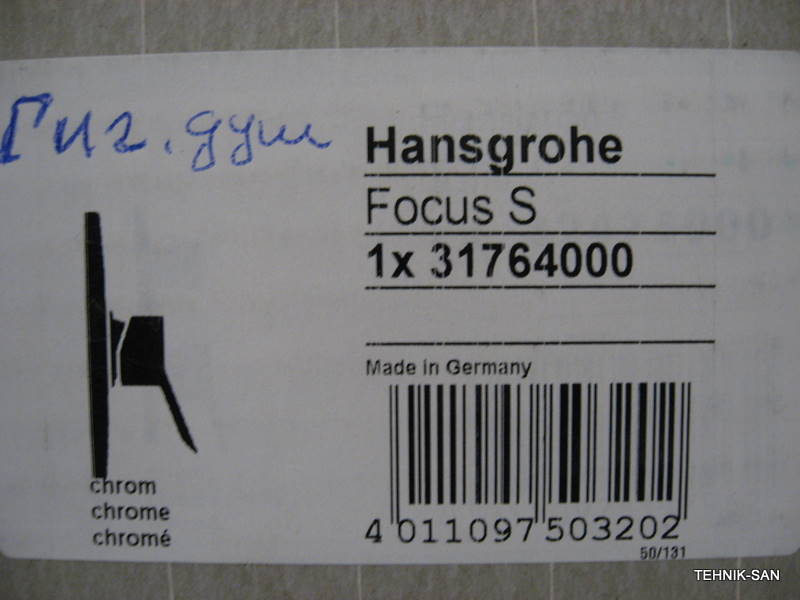 Гиг. душ
Hansgrohe
Focus S
1x 31764000
Made in Germany
chrom
chrome
chromé
4 011097 503202
50/131
TEHNIK-SAN